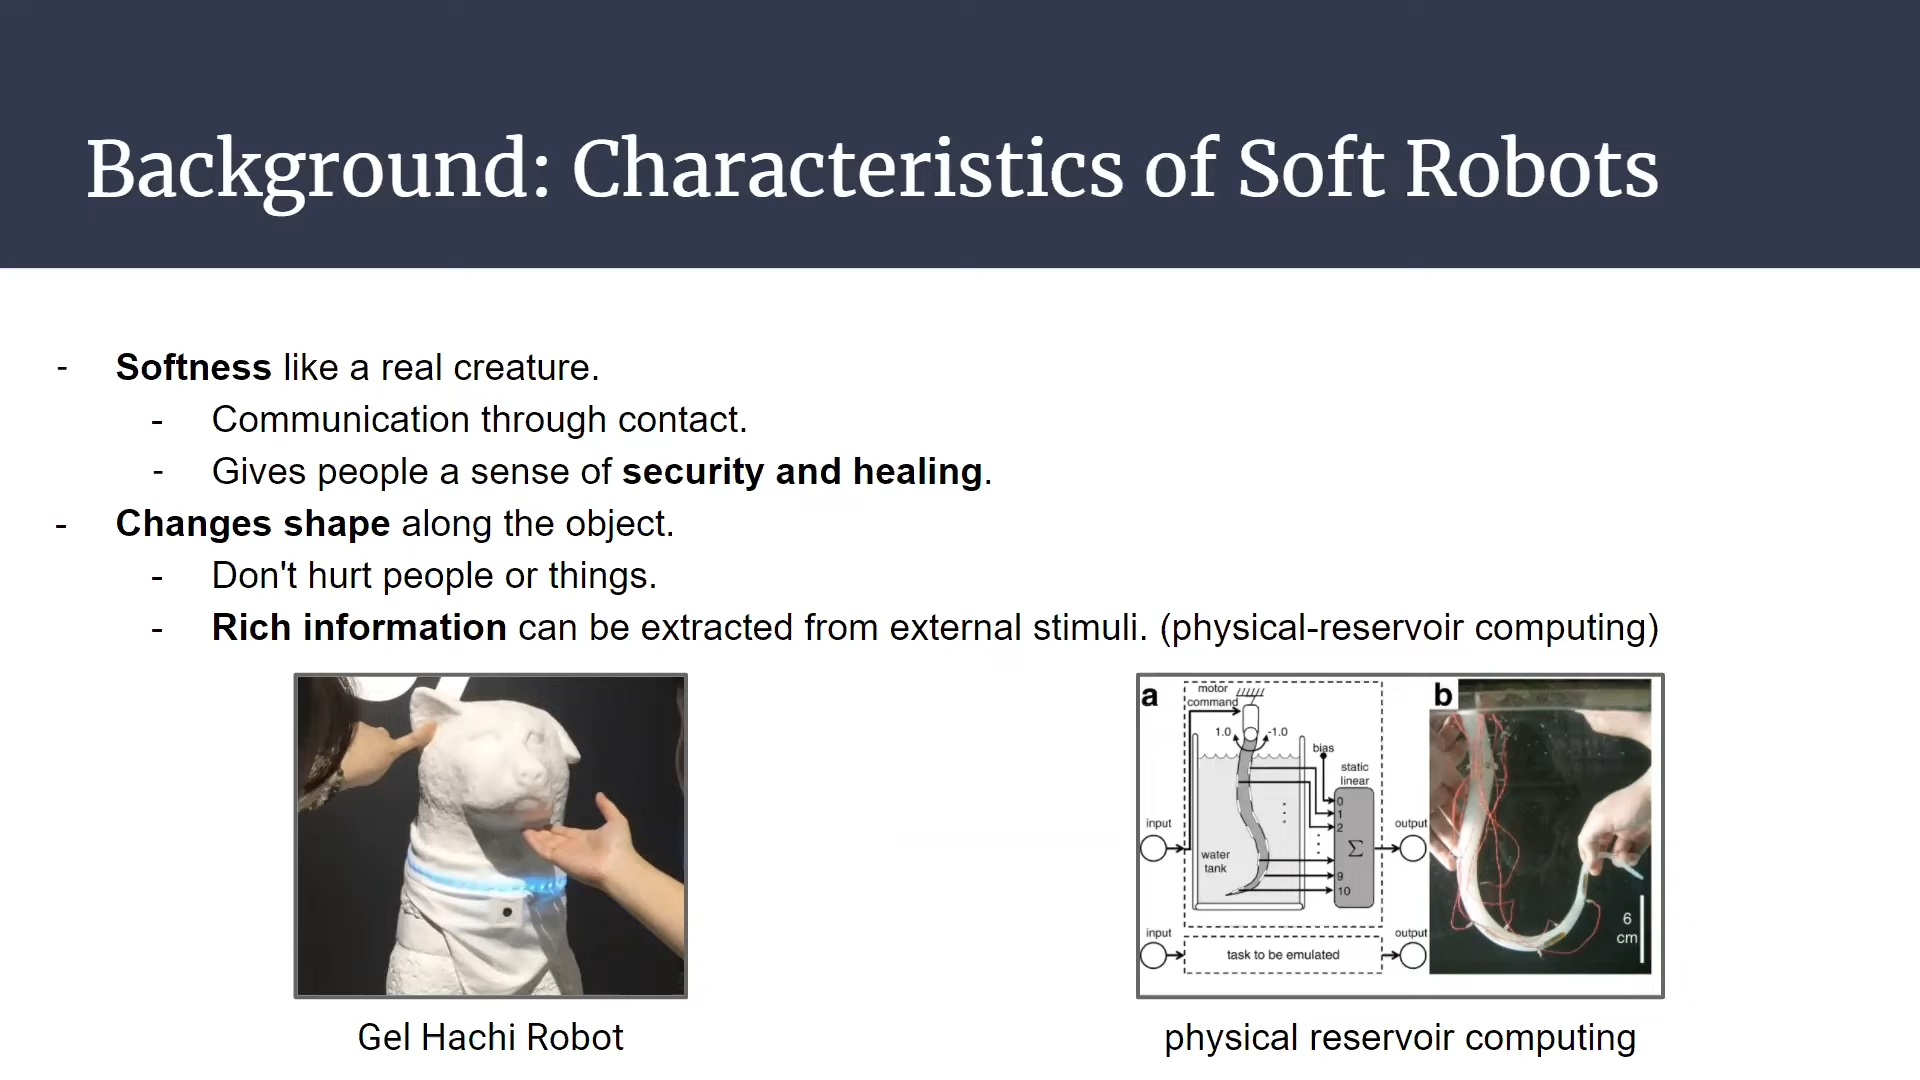 Background: Characteristics of Soft Robots
- Softness like a real creature.
- Communication through contact.
- Gives people a sense of security and healing.
- Changes shape along the object.
- Don't hurt people or things.
- Rich information can be extracted from external stimuli. (physical-reservoir computing)
a
motor
command
1.0
-1.0
bias
static
linear
0
1
2
input
output
Σ
water
tank
9
10
input
output
task to be emulated
b
6
cm
Gel Hachi Robot
physical reservoir computing